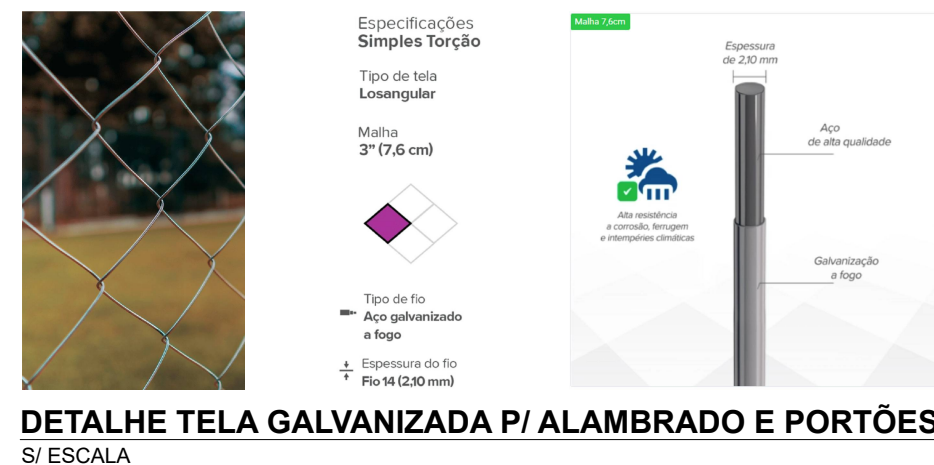 Especificações
Simples Torção
Tipo de tela
Losangular
Malha
3” (7,6 cm)
Tipo de fio
Aço galvanizado
a fogo
Espessura do fio
Fio 14 (2,10 mm)
Malha 7,6cm
Espessura
de 2,10 mm
Aço
de alta qualidade
Alta resistência
a corrosão, ferrugem
e intempéries climáticas
Galvanização
a fogo
DETALHE TELA GALVANIZADA P/ ALAMBRADO E PORTÕES
S/ ESCALA